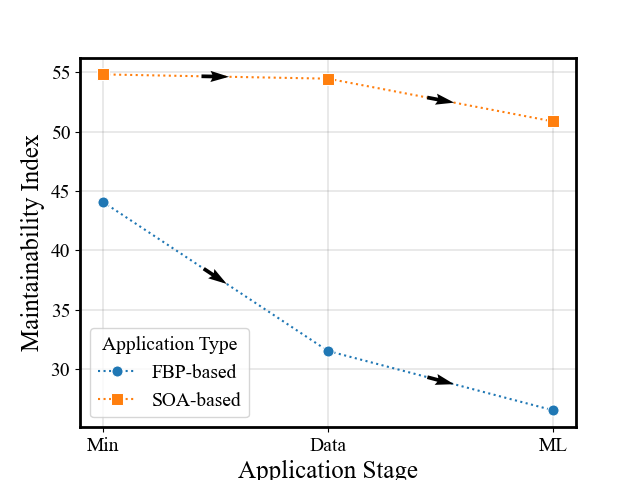 55
50
45
40
35
30
Maintainability Index
Application Type
FBP-based
SOA-based
Min
Data
ML
Application Stage